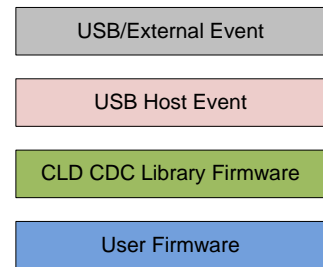 USB/External Event
USB Host Event
CLD CDC Library Firmware
User Firmware